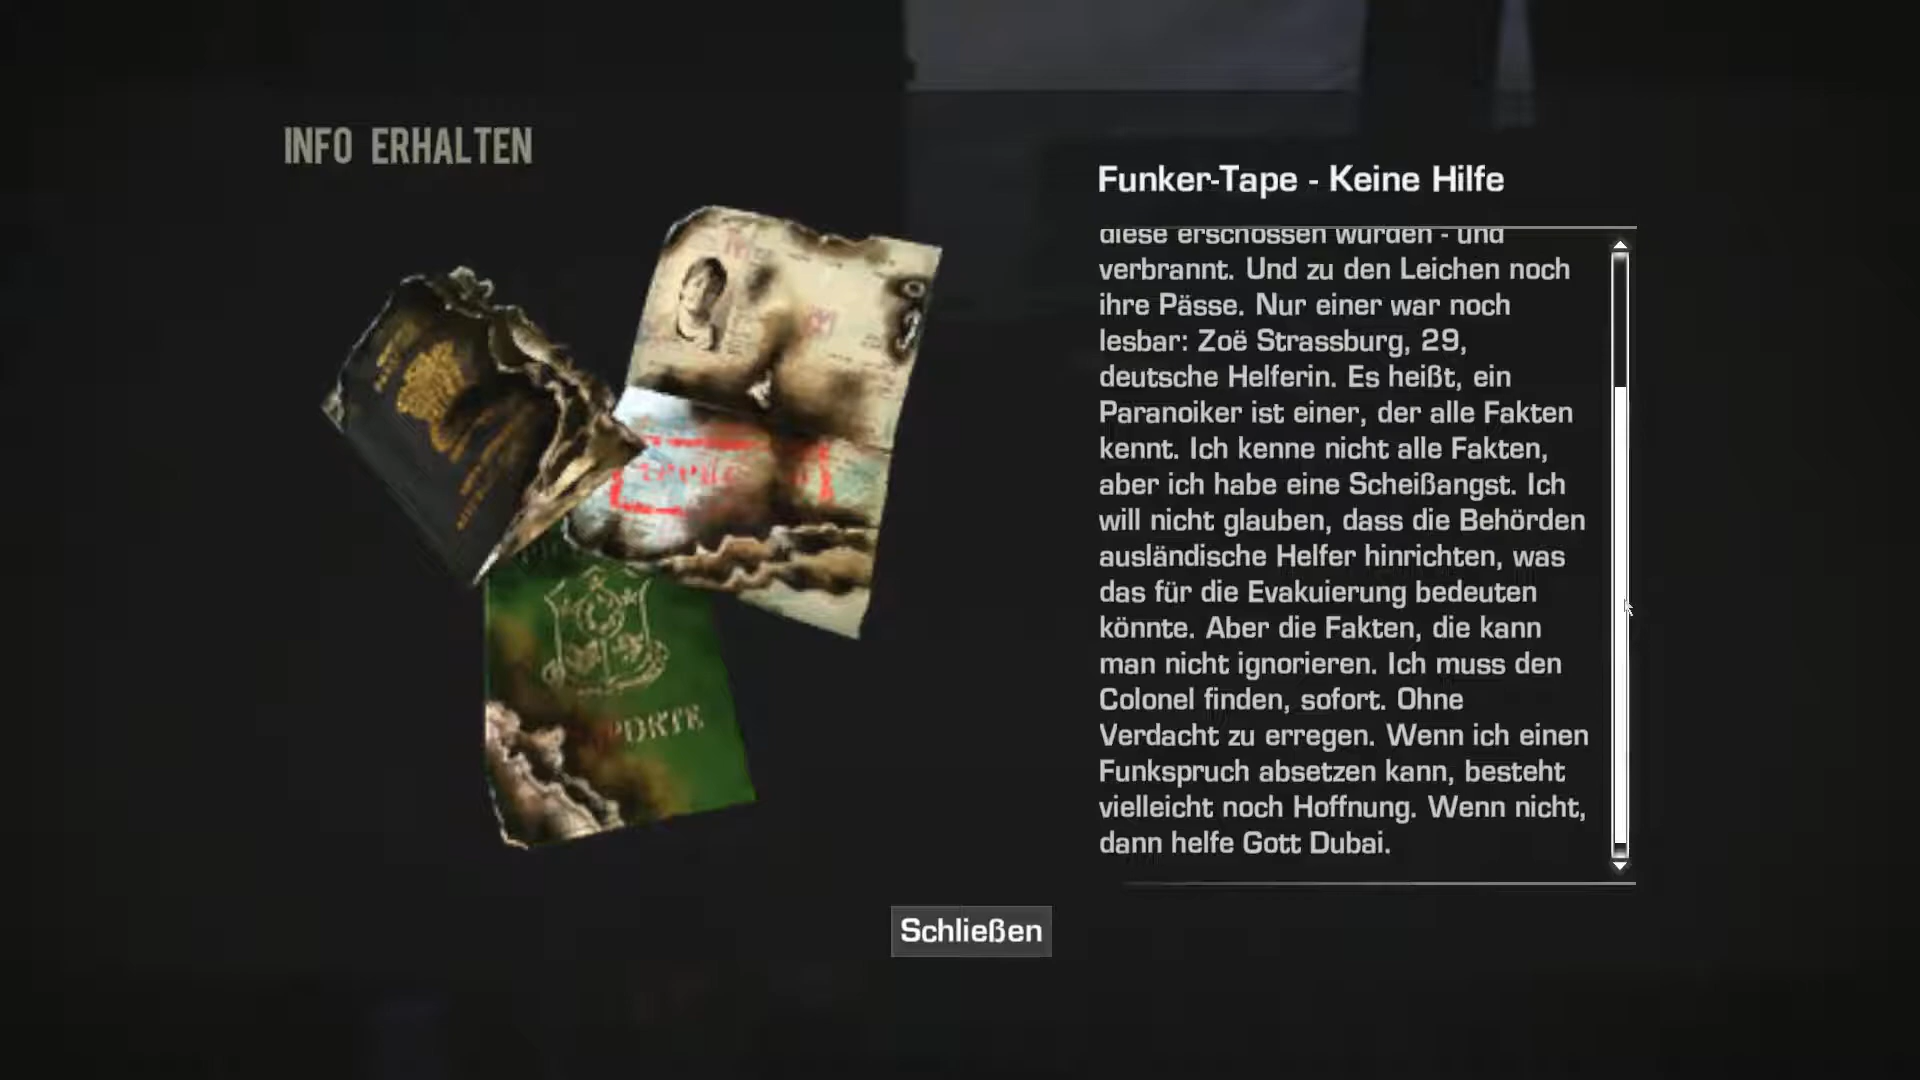 INFO ERHALTEN
Funker-Tape - Keine Hilfe
diese erschossen wurden - und
verbrannt. Und zu den Leichen noch
ihre Pässe. Nur einer war noch
lesbar: Zoë Strassburg, 29,
deutsche Helferin. Es heißt, ein
Paranoiker ist einer, der alle Fakten
kennt. Ich kenne nicht alle Fakten,
aber ich habe eine Scheißangst. Ich
will nicht glauben, dass die Behörden
ausländische Helfer hinrichten, was
das für die Evakuierung bedeuten
könnte. Aber die Fakten, die kann
man nicht ignorieren. Ich muss den
Colonel finden, sofort. Ohne
Verdacht zu erregen. Wenn ich einen
Funkspruch absetzen kann, besteht
vielleicht noch Hoffnung. Wenn nicht,
dann helfe Gott Dubai.
Schließen